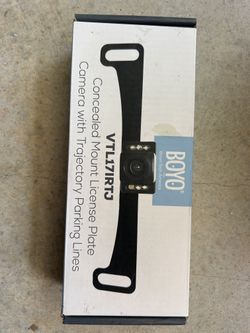 BOYO
VTL17IRTJ
Concealed Mount License Plate
Camera with Trajectory Parking
Lines